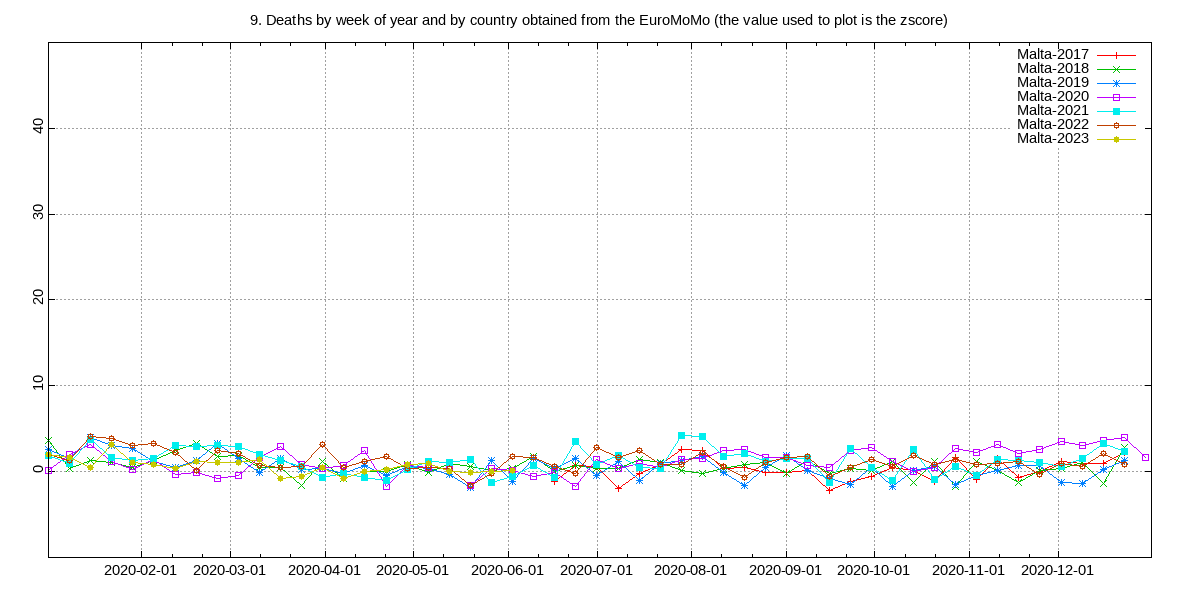 9. Deaths by week of year and by country obtained from the EuroMoMo (the value used to plot is the zscore)
Malta-2017
Malta-2018
Malta-2019
Malta-2020
Malta-2021
Malta-2022
Malta-2023
40
30
20
10
0
2020-02-01 2020-03-01 2020-04-01 2020-05-01 2020-06-01 2020-07-01 2020-08-01 2020-09-01 2020-10-01 2020-11-01 2020-12-01